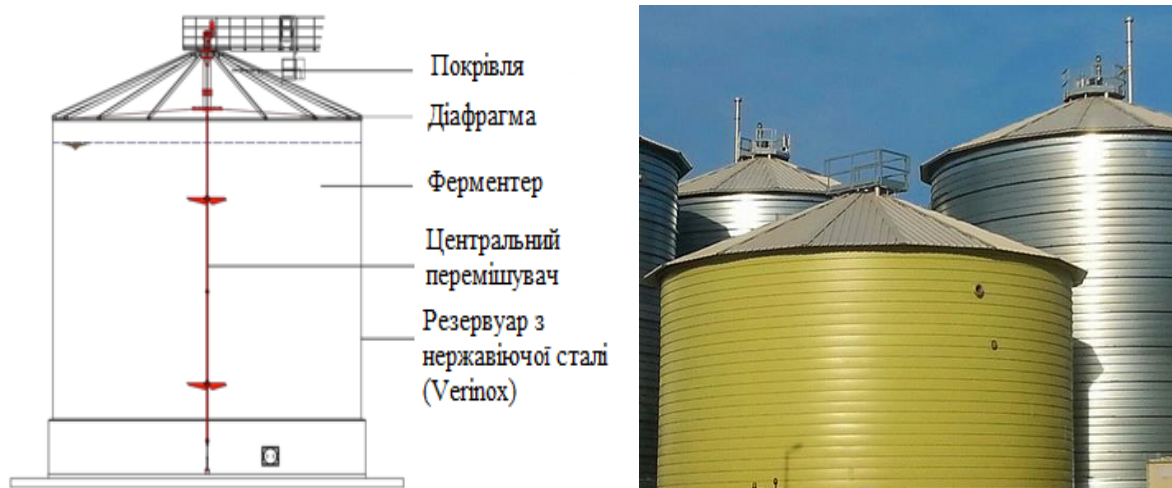 Покрівля
Діафрагма
Ферментер
Центральний
перемішувач
Резервуар з
нержавіючої сталі
(Verinox)